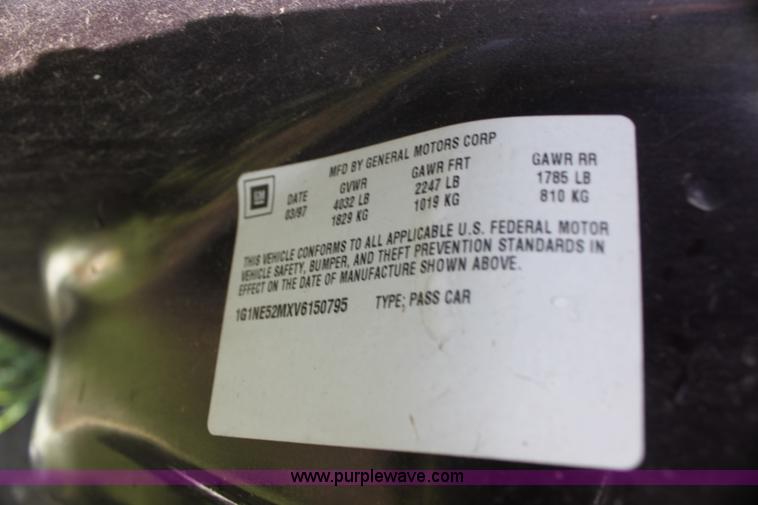 MFD BY GENERAL MOTORS CORP
GM
DATE GVWR GAWR FRT GAWR RR
03/97 4032 LB 2247 LB 1785 LB
1829 KG 1019 KG 810 KG
THIS VEHICLE CONFORMS TO ALL APPLICABLE U.S. FEDERAL MOTOR
VEHICLE SAFETY, BUMPER, AND THEFT PREVENTION STANDARDS IN
EFFECT ON THE DATE OF MANUFACTURE SHOWN ABOVE.
1G1NE52MXV6150795 TYPE: PASS CAR
www.purplewave.com